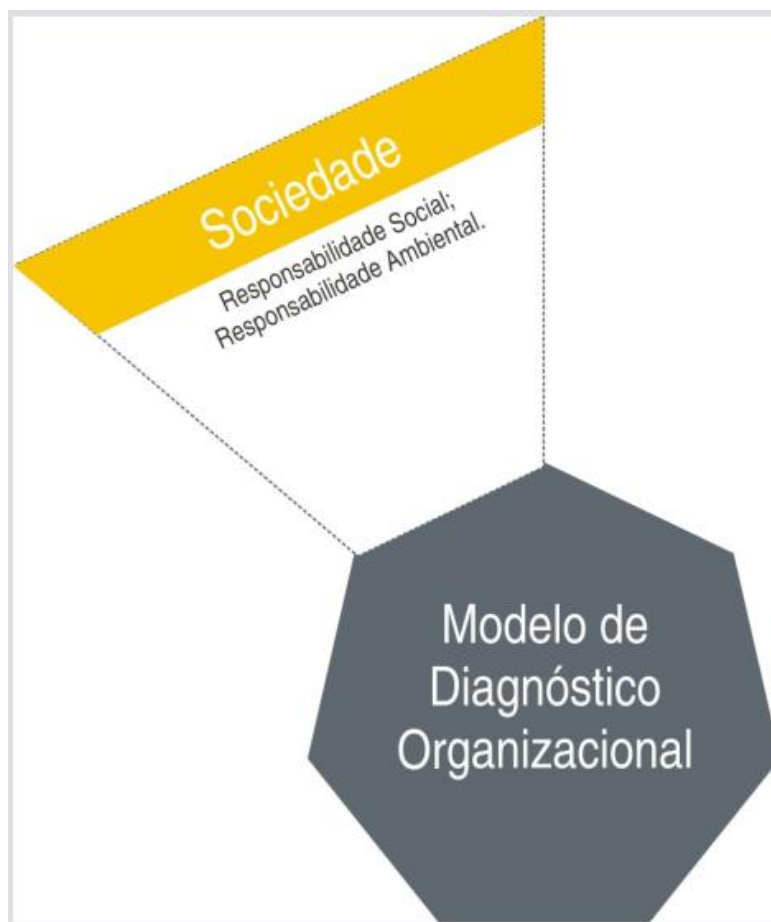 Sociedade
Responsabilidade Social;
Responsabilidade Ambiental.
Modelo de
Diagnóstico
Organizacional